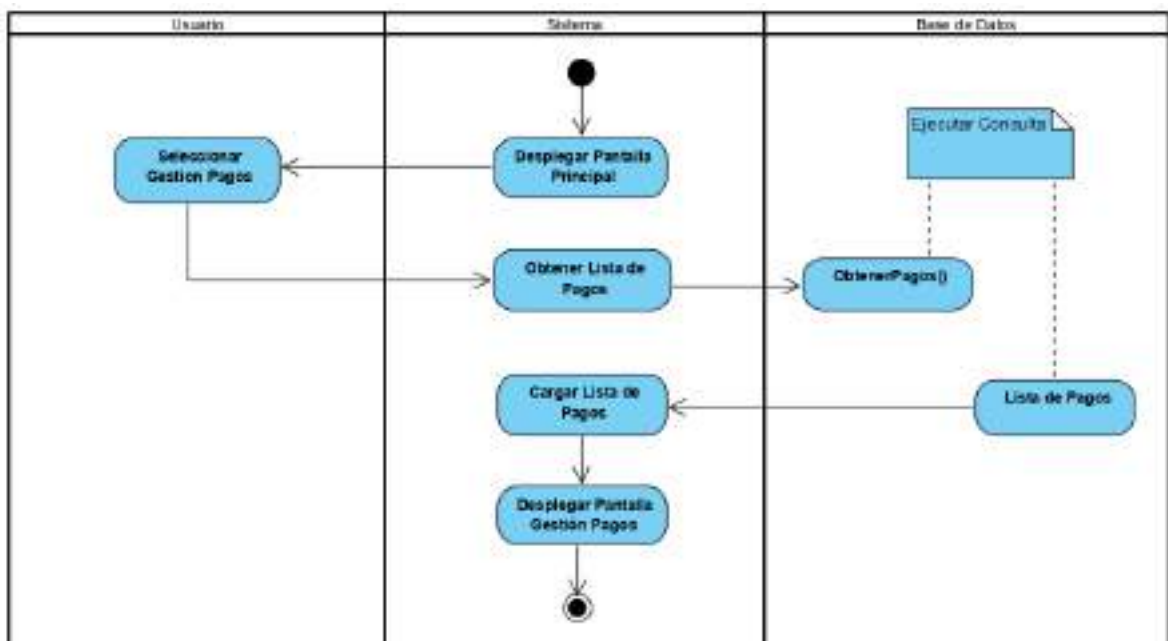 Usuario
Sistema
Base de Datos
Ejecutar Consulta
Seleccionar
Gestion Pagos
Desplegar Pantalla
Principal
Obtener Lista de
Pagos
ObtenerPagos()
Cargar Lista de
Pagos
Lista de Pagos
Desplegar Pantalla
Gestión Pagos